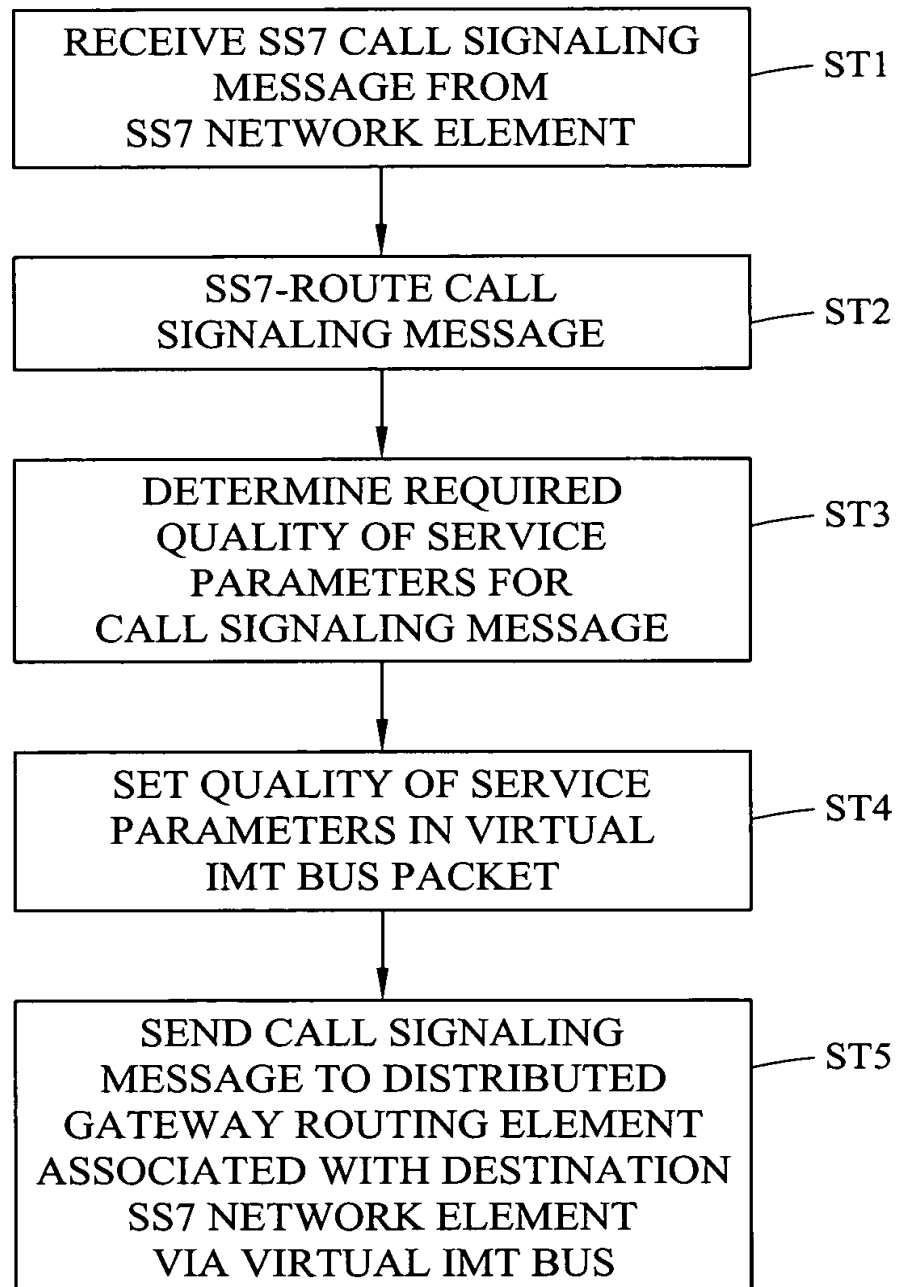 RECEIVE SS7 CALL SIGNALING
MESSAGE FROM
SS7 NETWORK ELEMENT
ST1
SS7-ROUTE CALL
SIGNALING MESSAGE
ST2
DETERMINE REQUIRED
QUALITY OF SERVICE
PARAMETERS FOR
CALL SIGNALING MESSAGE
ST3
SET QUALITY OF SERVICE
PARAMETERS IN VIRTUAL
IMT BUS PACKET
ST4
SEND CALL SIGNALING
MESSAGE TO DISTRIBUTED
GATEWAY ROUTING ELEMENT
ASSOCIATED WITH DESTINATION
SS7 NETWORK ELEMENT
VIA VIRTUAL IMT BUS
ST5